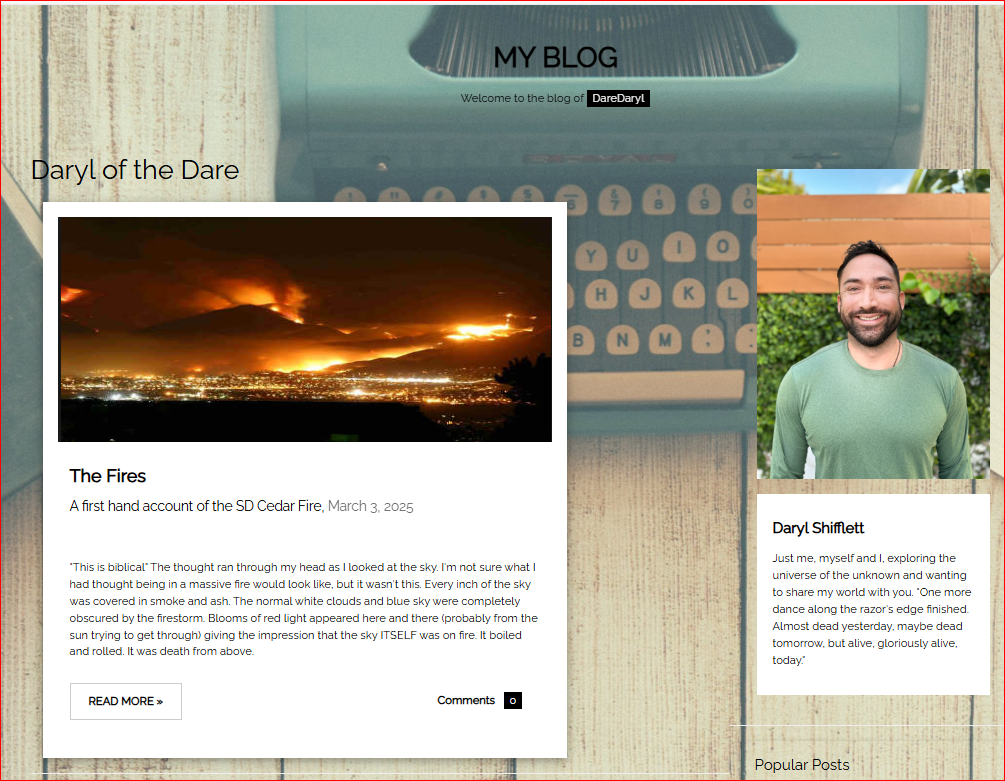 MY BLOG
Welcome to the blog of DareDaryl
Daryl of the Dare
The Fires
A first hand account of the SD Cedar Fire, March 3, 2025
"This is biblical" The thought ran through my head as I looked at the sky. I'm not sure what I
had thought being in a massive fire would look like, but it wasn't this. Every inch of the sky
was covered in smoke and ash. The normal white clouds and blue sky were completely
obscured by the firestorm. Blooms of red light appeared here and there (probably from the
sun trying to get through) giving the impression that the sky ITSELF was on fire. It boiled
and rolled. It was death from above.
READ MORE »
Comments 0
6 7 8 9 0
Y U I O
H J K L
B N M ; :
Daryl Shifflett
Just me, myself and I, exploring the
universe of the unknown and wanting
to share my world with you. "One more
dance along the razor's edge finished.
Almost dead yesterday, maybe dead
tomorrow, but alive, gloriously alive,
today."
Popular Posts